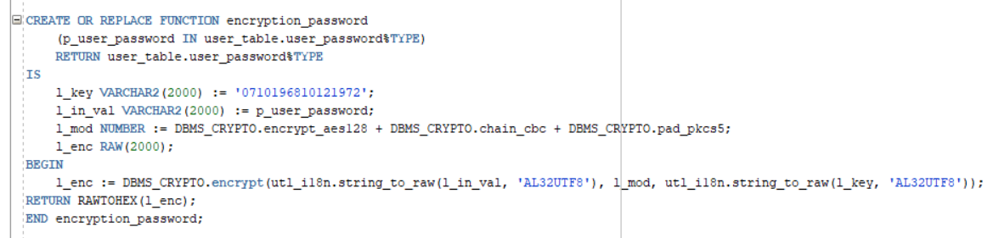 CREATE OR REPLACE FUNCTION encryption_password
(p_user_password IN user_table.user_password%TYPE)
RETURN user_table.user_password%TYPE
IS
l_key VARCHAR2(2000) := '0710196810121972';
l_in_val VARCHAR2(2000) := p_user_password;
l_mod NUMBER := DBMS_CRYPTO.encrypt_aes128 + DBMS_CRYPTO.chain_cbc + DBMS_CRYPTO.pad_pkcs5;
l_enc RAW(2000);
BEGIN
l_enc := DBMS_CRYPTO.encrypt(utl_i18n.string_to_raw(l_in_val, 'AL32UTF8'), l_mod, utl_i18n.string_to_raw(l_key, 'AL32UTF8'));
RETURN RAWTOHEX(l_enc);
END encryption_password;